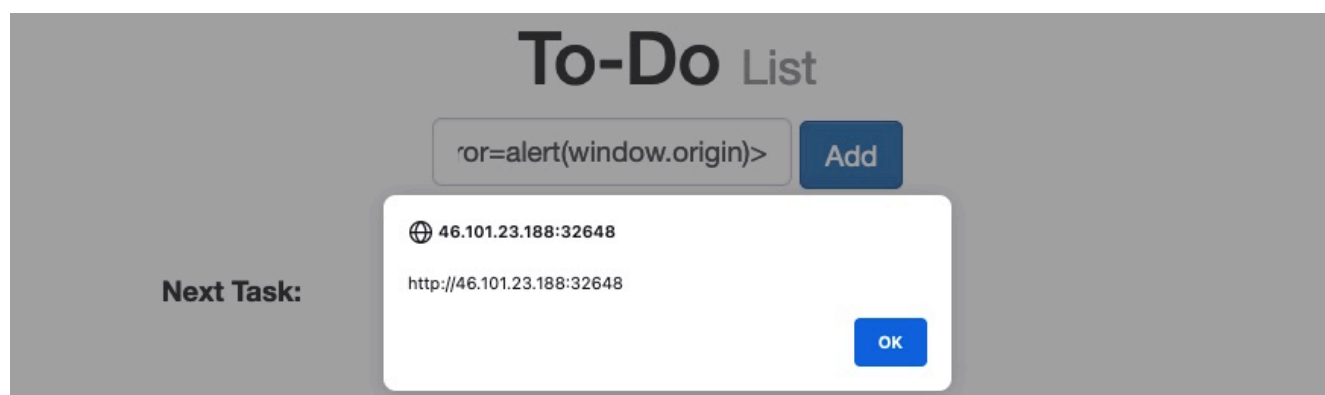 To-Do List
ror=alert(window.origin)>
Add
46.101.23.188:32648
http://46.101.23.188:32648
Next Task:
OK